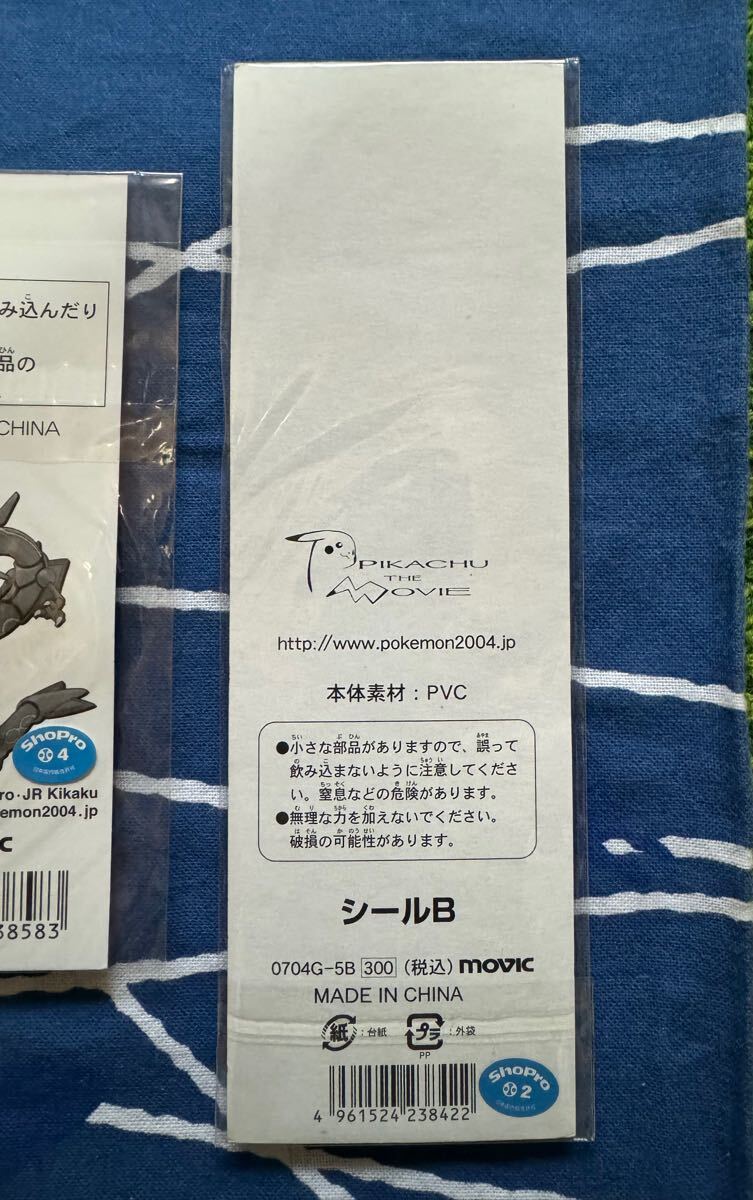 み込んだり
品の
CHINA
ShoPro
4
ro・JR Kikaku
emon2004.jp
c
38583
PIKACHU
THE
MOVIE
http://www.pokemon2004.jp
本体素材：PVC
●小さな部品がありますので、誤って
飲み込まないように注意してくださ
い。窒息などの危険があります。
●無理な力を加えないでください。
破損の可能性があります。
シールB
0704G-5B 300 (税込) movic
MADE IN CHINA
紙：台紙 プラ：外袋
PP
ShoPro
2
4 961524 238422